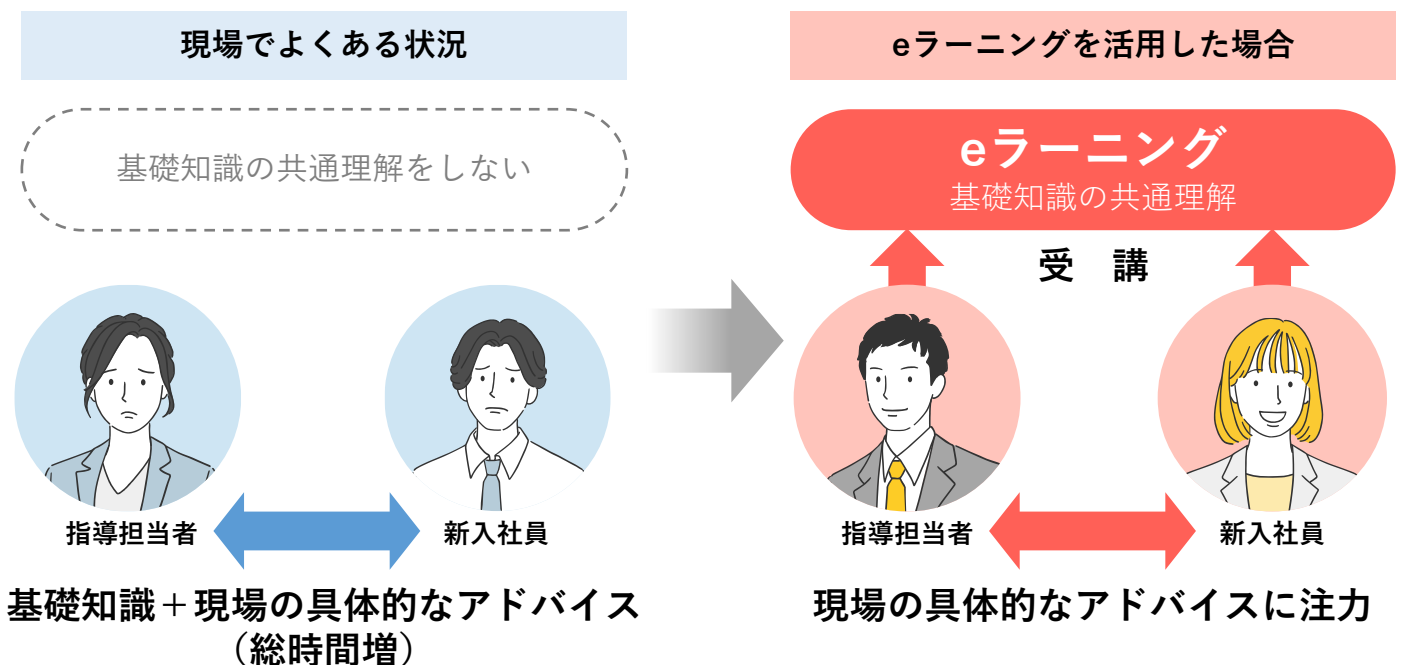 現場でよくある状況
基礎知識の共通理解をしない
指導担当者
新入社員
基礎知識＋現場の具体的なアドバイス
（総時間増）
eラーニングを活用した場合
eラーニング
基礎知識の共通理解
受　講
指導担当者
新入社員
現場の具体的なアドバイスに注力